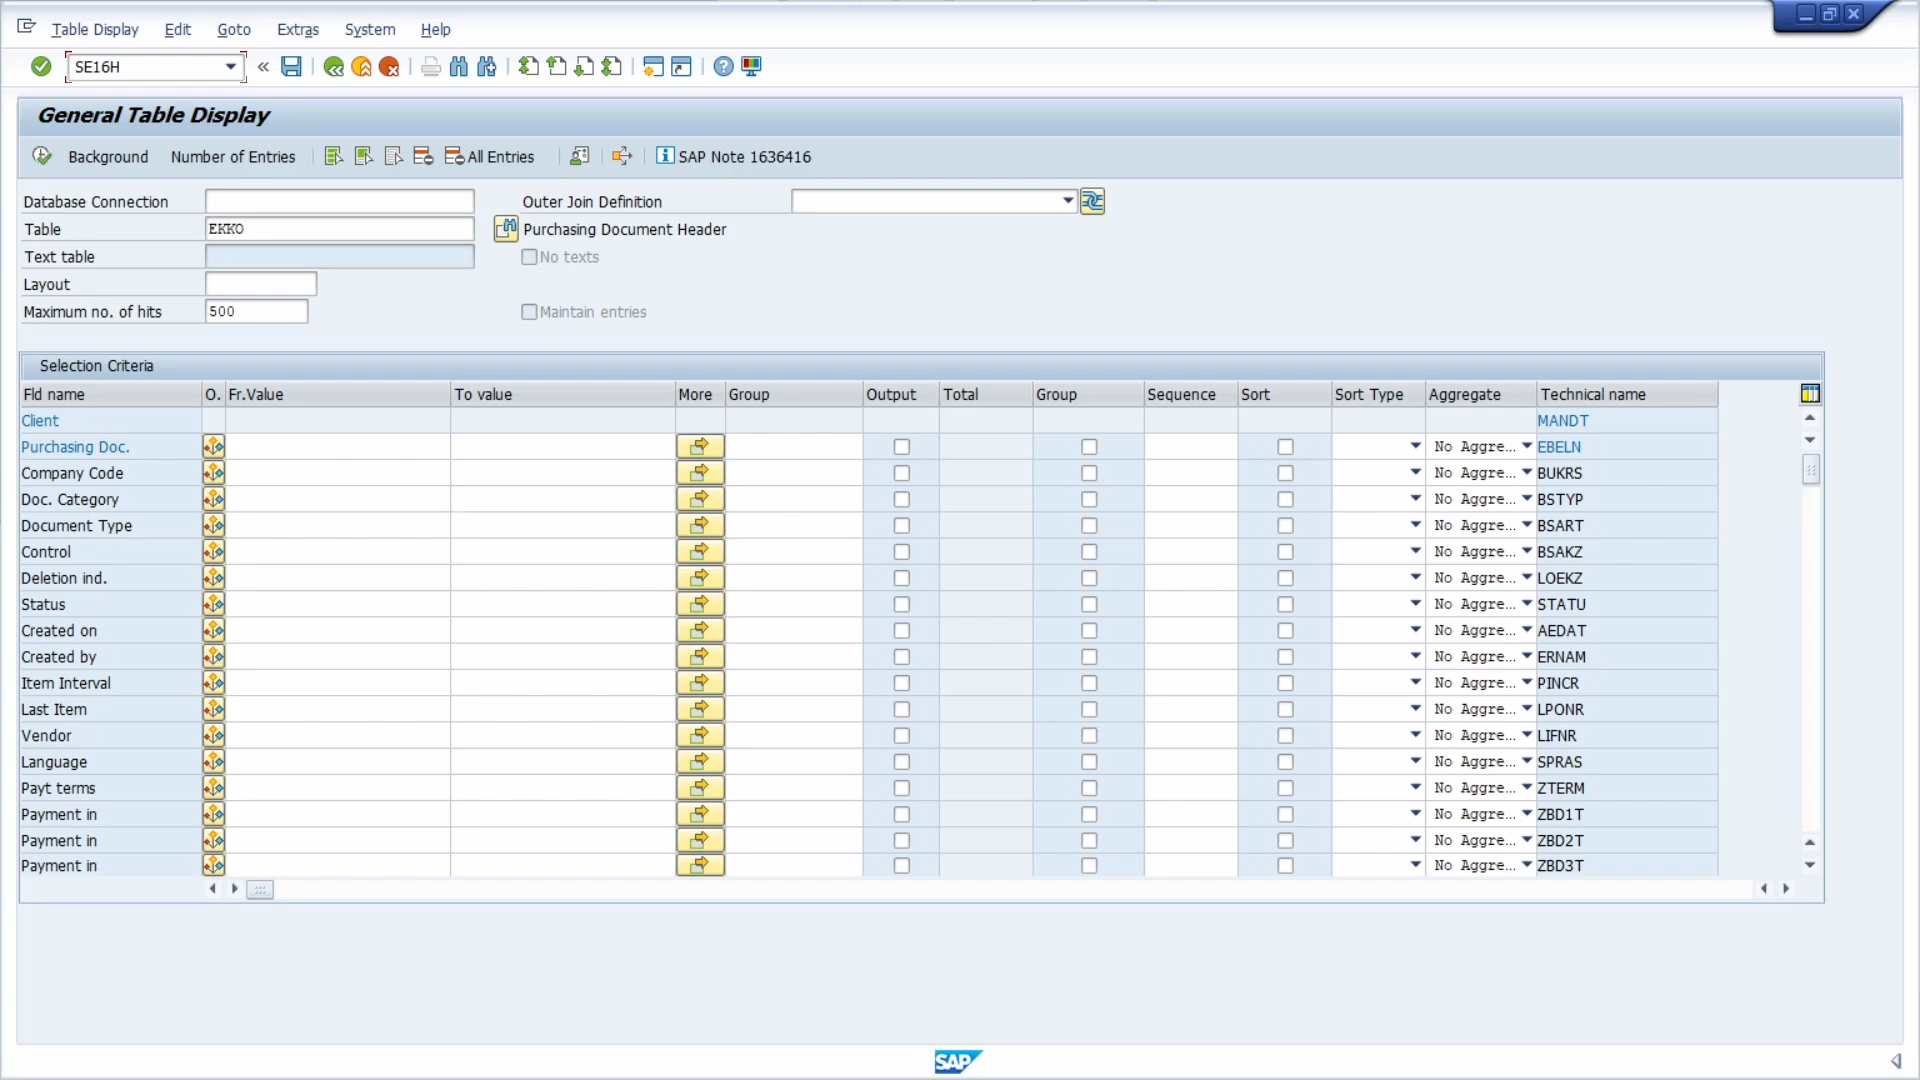 Table Display Edit Goto Extras System Help
SE16H
General Table Display
Background Number of Entries All Entries SAP Note 1636416
Database Connection Outer Join Definition
Table EKKO Purchasing Document Header
Text table No texts
Layout
Maximum no. of hits 500 Maintain entries
Selection Criteria
Fld name O. Fr.Value To value More Group Output Total Group Sequence Sort Sort Type Aggregate Technical name
Client MANDT
Purchasing Doc. No Aggre... EBELN
Company Code No Aggre... BUKRS
Doc. Category No Aggre... BSTYP
Document Type No Aggre... BSART
Control No Aggre... BSAKZ
Deletion ind. No Aggre... LOEKZ
Status No Aggre... STATU
Created on No Aggre... AEDAT
Created by No Aggre... ERNAM
Item Interval No Aggre... PINCR
Last Item No Aggre... LPONR
Vendor No Aggre... LIFNR
Language No Aggre... SPRAS
Payt terms No Aggre... ZTERM
Payment in No Aggre... ZBD1T
Payment in No Aggre... ZBD2T
Payment in No Aggre... ZBD3T
SAP